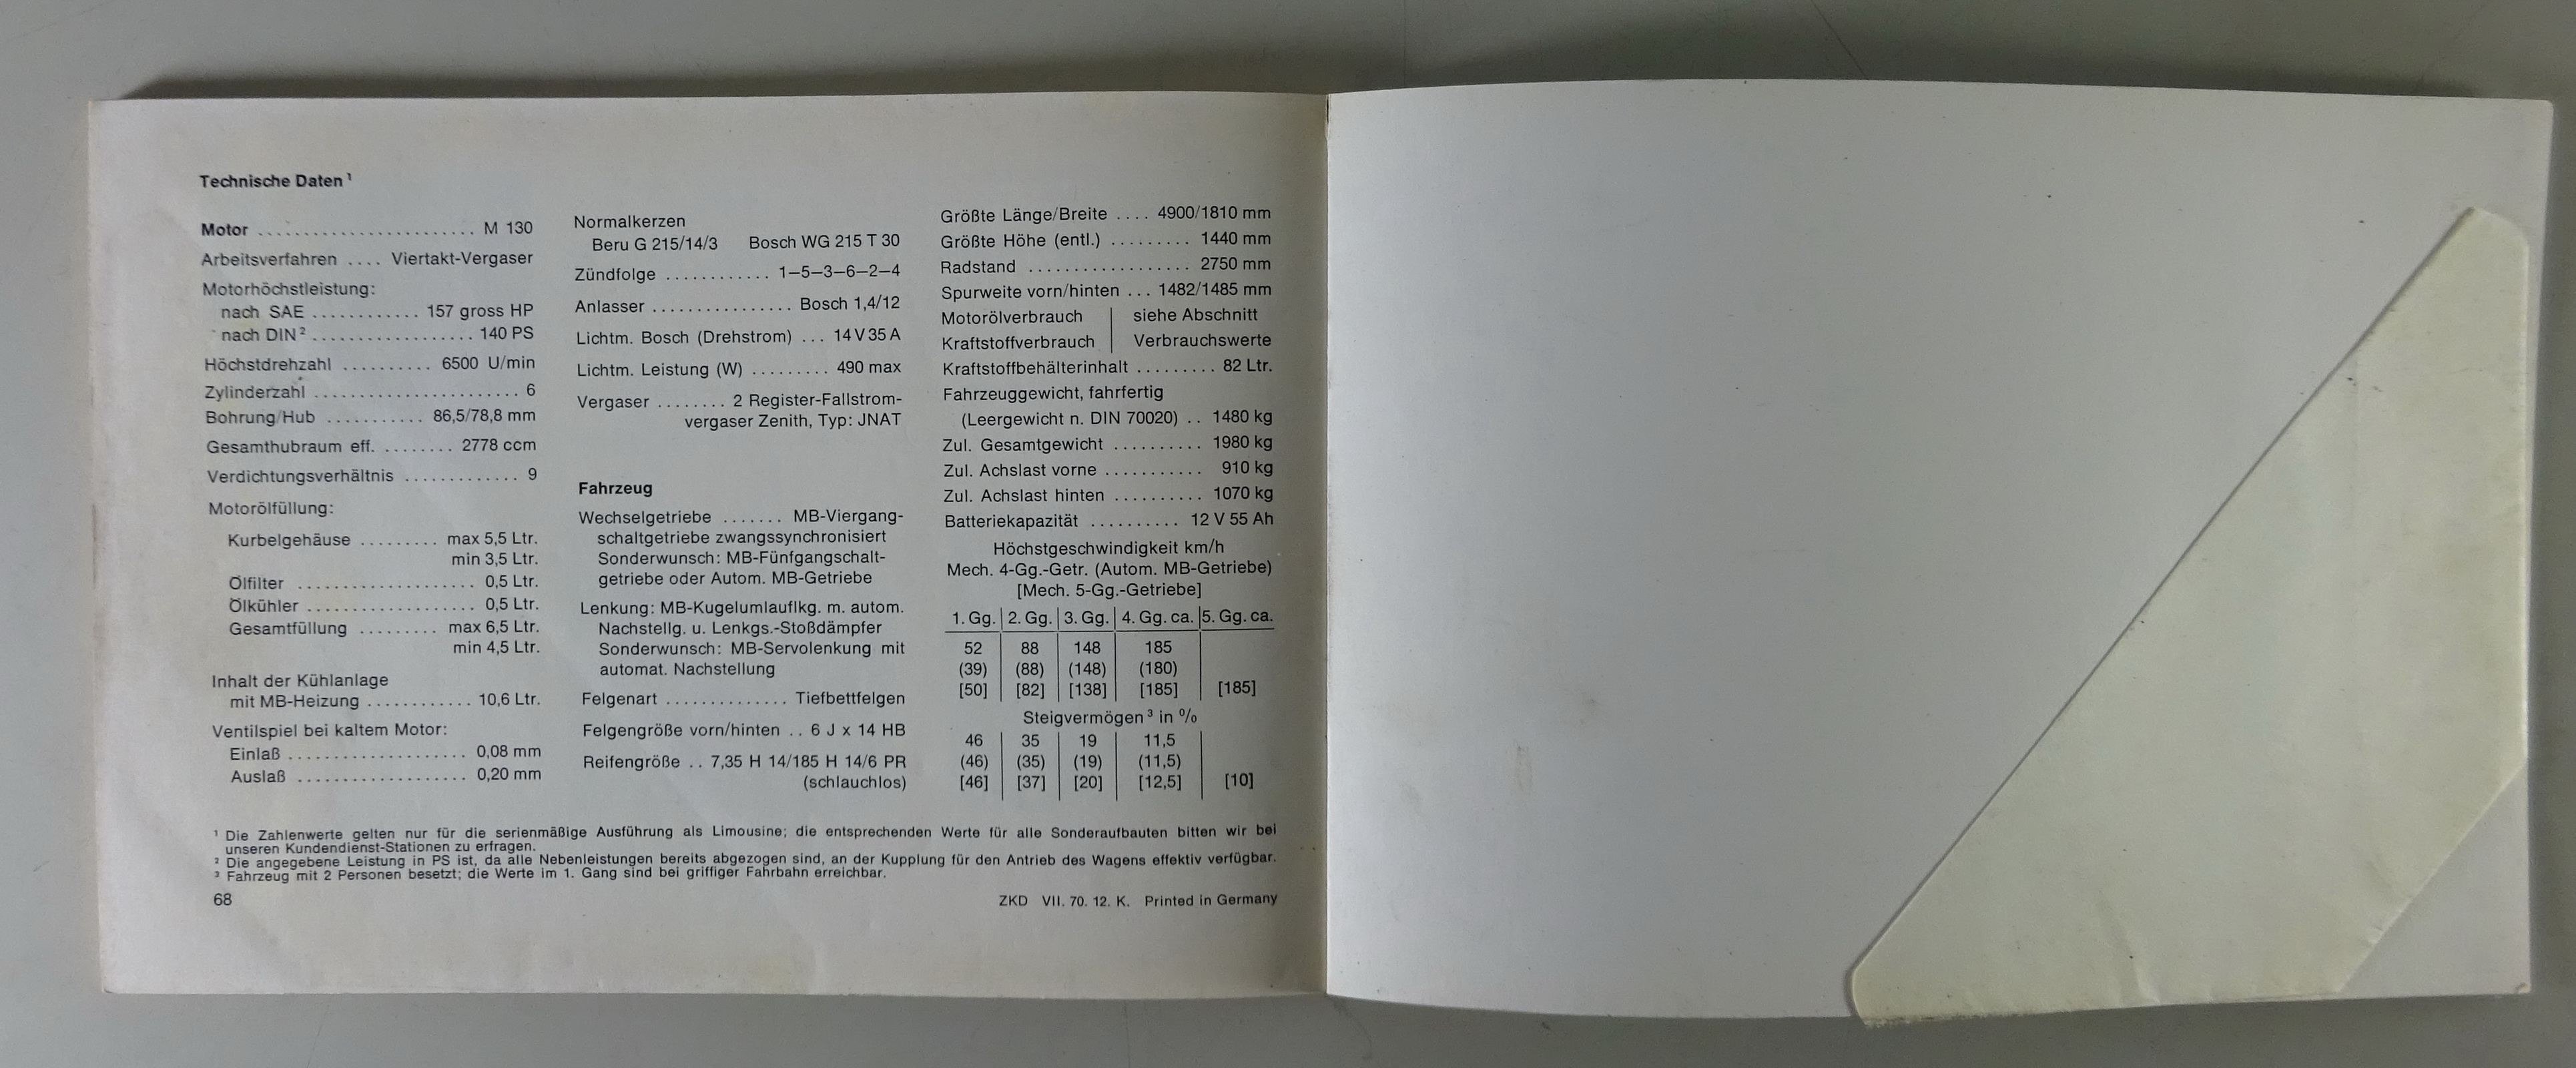 Technische Daten ¹
Motor ........................ M 130
Arbeitsverfahren .... Viertakt-Vergaser
Motorhöchstleistung:
nach SAE ............ 157 gross HP
nach DIN ² .................. 140 PS
Höchstdrehzahl .......... 6500 U/min
Zylinderzahl ....................... 6
Bohrung/Hub ........... 86,5/78,8 mm
Gesamthubraum eff. ........ 2778 ccm
Verdichtungsverhältnis ............. 9
Motorölfüllung:
Kurbelgehäuse ......... max 5,5 Ltr.
min 3,5 Ltr.
Ölfilter .................... 0,5 Ltr.
Ölkühler ................... 0,5 Ltr.
Gesamtfüllung ......... max 6,5 Ltr.
min 4,5 Ltr.
Inhalt der Kühlanlage
mit MB-Heizung ............ 10,6 Ltr.
Ventilspiel bei kaltem Motor:
Einlaß .................... 0,08 mm
Auslaß ................... 0,20 mm
Normalkerzen
Beru G 215/14/3 Bosch WG 215 T 30
Zündfolge ............ 1–5–3–6–2–4
Anlasser ................ Bosch 1,4/12
Lichtm. Bosch (Drehstrom) ... 14 V 35 A
Lichtm. Leistung (W) ......... 490 max
Vergaser ........ 2 Register-Fallstrom-
vergaser Zenith, Typ: JNAT
Fahrzeug
Wechselgetriebe ....... MB-Viergang-
schaltgetriebe zwangssynchronisiert
Sonderwunsch: MB-Fünfgangschalt-
getriebe oder Autom. MB-Getriebe
Lenkung: MB-Kugelumlauflkg. m. autom.
Nachstellg. u. Lenkgs.-Stoßdämpfer
Sonderwunsch: MB-Servolenkung mit
automat. Nachstellung
Felgenart .............. Tiefbettfelgen
Felgengröße vorn/hinten .. 6 J x 14 HB
Reifengröße .. 7,35 H 14/185 H 14/6 PR
(schlauchlos)
Größte Länge/Breite .... 4900/1810 mm
Größte Höhe (entl.) ......... 1440 mm
Radstand .................. 2750 mm
Spurweite vorn/hinten ... 1482/1485 mm
Motorölverbrauch | siehe Abschnitt
Kraftstoffverbrauch | Verbrauchswerte
Kraftstoffbehälterinhalt ......... 82 Ltr.
Fahrzeuggewicht, fahrfertig
(Leergewicht n. DIN 70020) .. 1480 kg
Zul. Gesamtgewicht .......... 1980 kg
Zul. Achslast vorne ........... 910 kg
Zul. Achslast hinten .......... 1070 kg
Batteriekapazität .......... 12 V 55 Ah
Höchstgeschwindigkeit km/h
Mech. 4-Gg.-Getr. (Autom. MB-Getriebe)
[Mech. 5-Gg.-Getriebe]
1. Gg. | 2. Gg. | 3. Gg. | 4. Gg. ca. | 5. Gg. ca.
52 88 148 185
(39) (88) (148) (180)
[50] [82] [138] [185] [185]
Steigvermögen ³ in %
46 35 19 11,5
(46) (35) (19) (11,5)
[46] [37] [20] [12,5] [10]
¹ Die Zahlenwerte gelten nur für die serienmäßige Ausführung als Limousine; die entsprechenden Werte für alle Sonderaufbauten bitten wir bei
unseren Kundendienst-Stationen zu erfragen.
² Die angegebene Leistung in PS ist, da alle Nebenleistungen bereits abgezogen sind, an der Kupplung für den Antrieb des Wagens effektiv verfügbar.
³ Fahrzeug mit 2 Personen besetzt; die Werte im 1. Gang sind bei griffiger Fahrbahn erreichbar.
68
ZKD VII. 70. 12. K. Printed in Germany